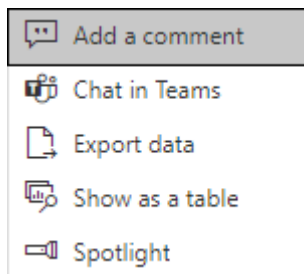 Add a comment
Chat in Teams
Export data
Show as a table
Spotlight